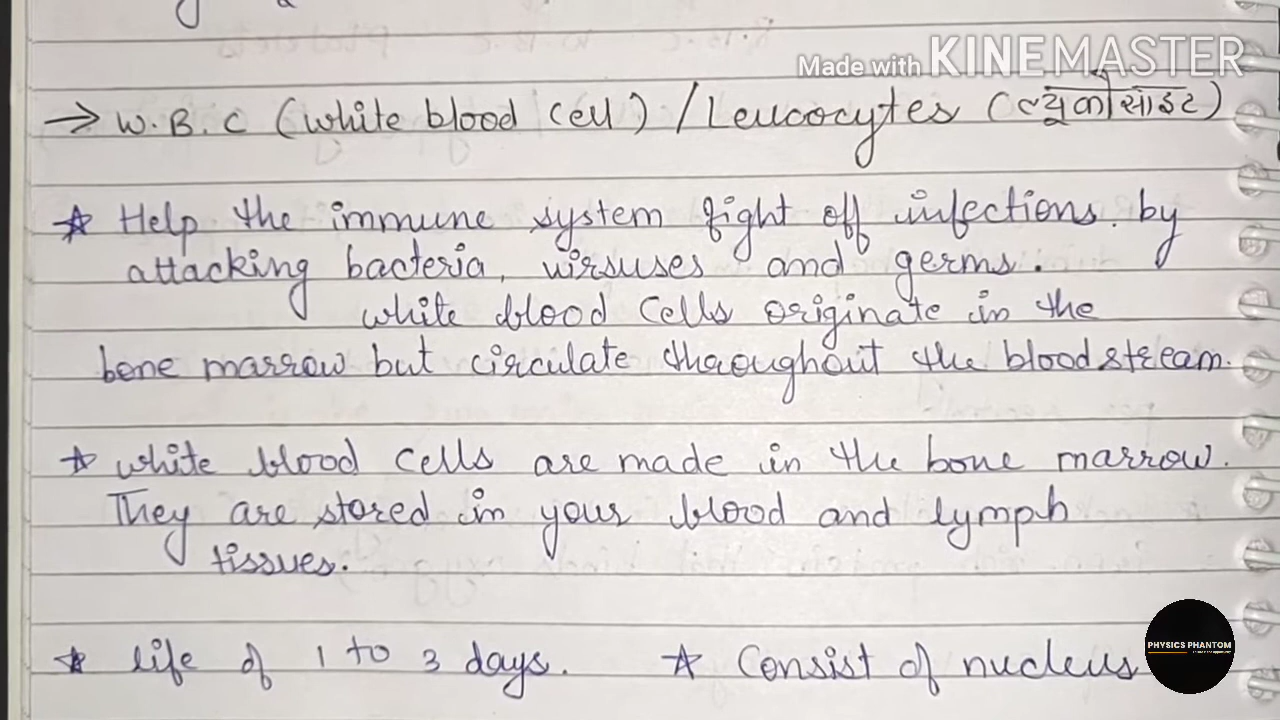 Made with KINEMASTER
→ W.B.C (White blood Cell) / Leucocytes (ल्यूकोसाइट)
☆ Help the immune system fight off infections. by
attacking bacteria, virsuses and germs.
white blood Cells originate in the
bone marrow but circulate thraoughout the bloodstream.
☆ White blood cells are made in the bone marrow.
They are stored in your blood and lymph
tissues.
☆ life of 1 to 3 days. ☆ Consist of nucleus
PHYSICS PHANTOM